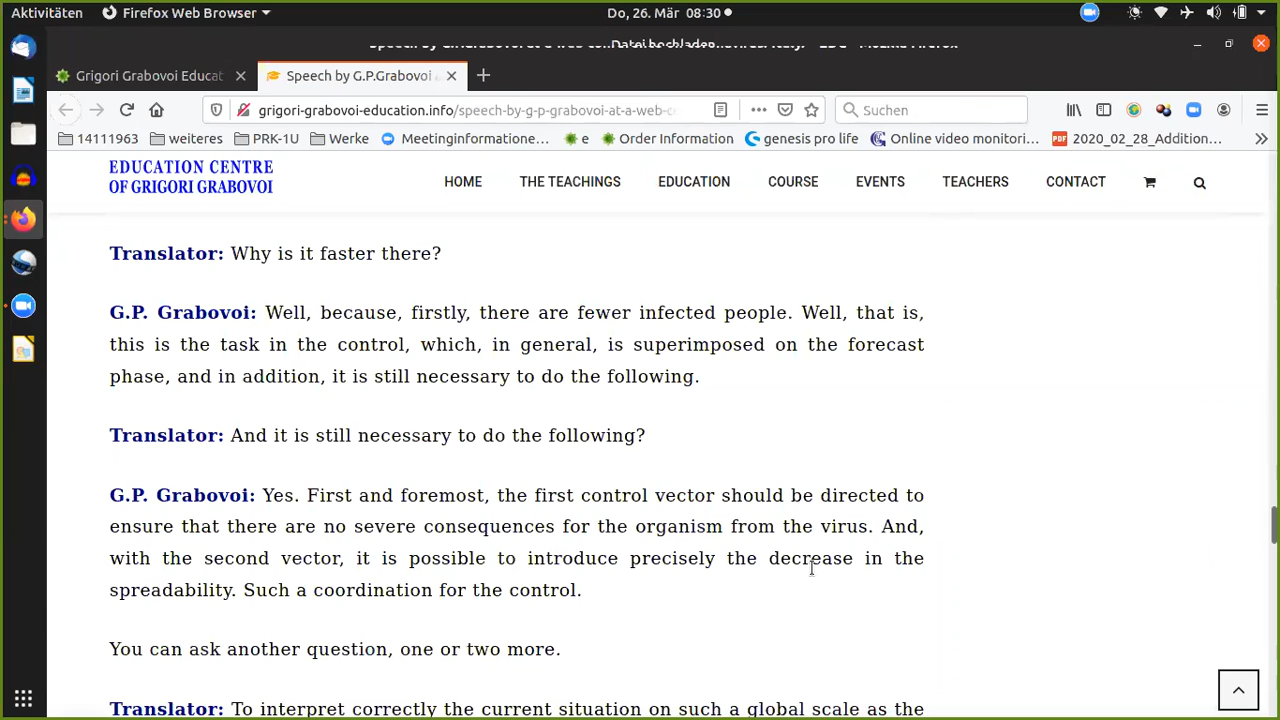 Aktivitäten Firefox Web Browser Do, 26. Mär 08:30
Datei hochladen
Mozilla Firefox
Grigori Grabovoi Educat
Speech by G.P.Grabovoi
grigori-grabovoi-education.info/speech-by-g-p-grabovoi-at-a-web-c
Suchen
14111963 weiteres PRK-1U Werke Meetinginformatione... e Order Information genesis pro life Online video monitori... PDF 2020_02_28_Addition...
EDUCATION CENTRE
OF GRIGORI GRABOVOI
HOME THE TEACHINGS EDUCATION COURSE EVENTS TEACHERS CONTACT
Translator: Why is it faster there?
G.P. Grabovoi: Well, because, firstly, there are fewer infected people. Well, that is,
this is the task in the control, which, in general, is superimposed on the forecast
phase, and in addition, it is still necessary to do the following.
Translator: And it is still necessary to do the following?
G.P. Grabovoi: Yes. First and foremost, the first control vector should be directed to
ensure that there are no severe consequences for the organism from the virus. And,
with the second vector, it is possible to introduce precisely the decrease in the
spreadability. Such a coordination for the control.
You can ask another question, one or two more.
Translator: To interpret correctly the current situation on such a global scale as the